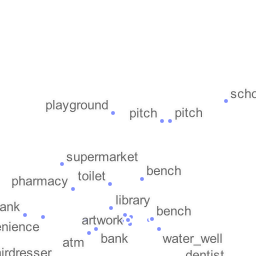 scho
playground
pitch
pitch
supermarket
bench
pharmacy
toilet
library
ank
artwork
bench
enience
atm
bank
water_well
irdresser
dentist